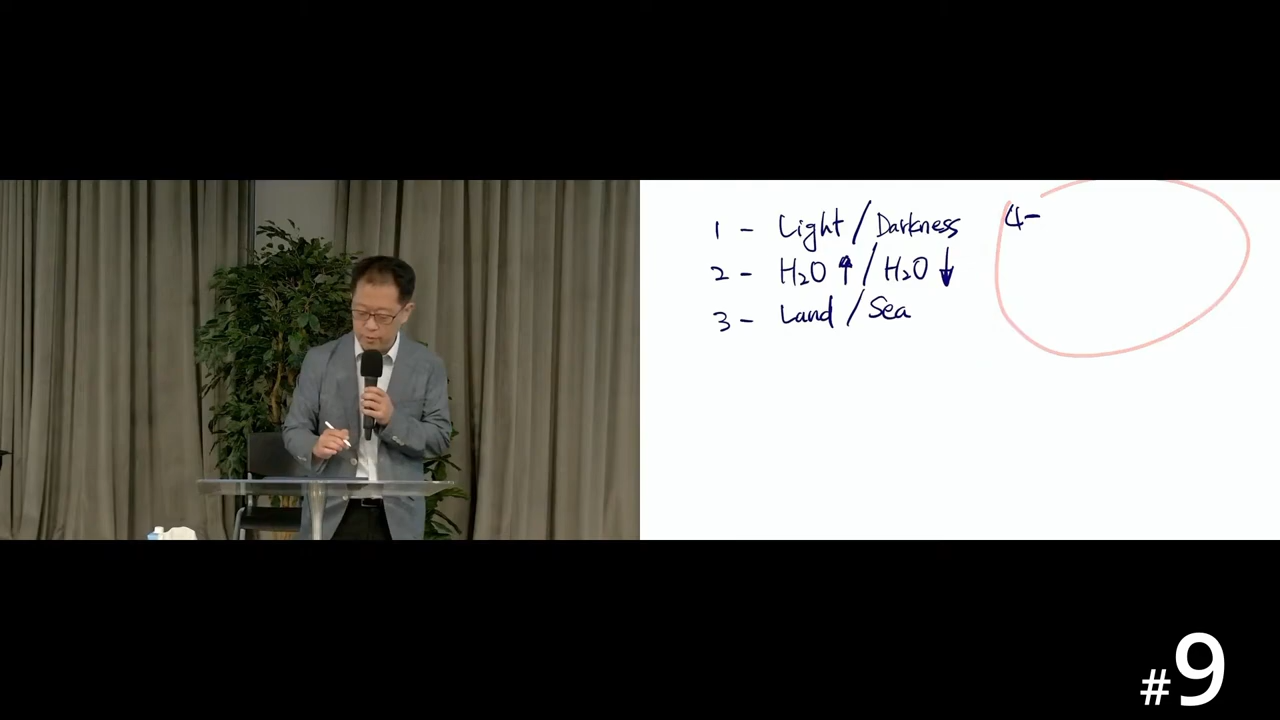 1 - Light / Darkness
2 - H₂O ↑ / H₂O ↓
3 - Land / Sea
4-
#9